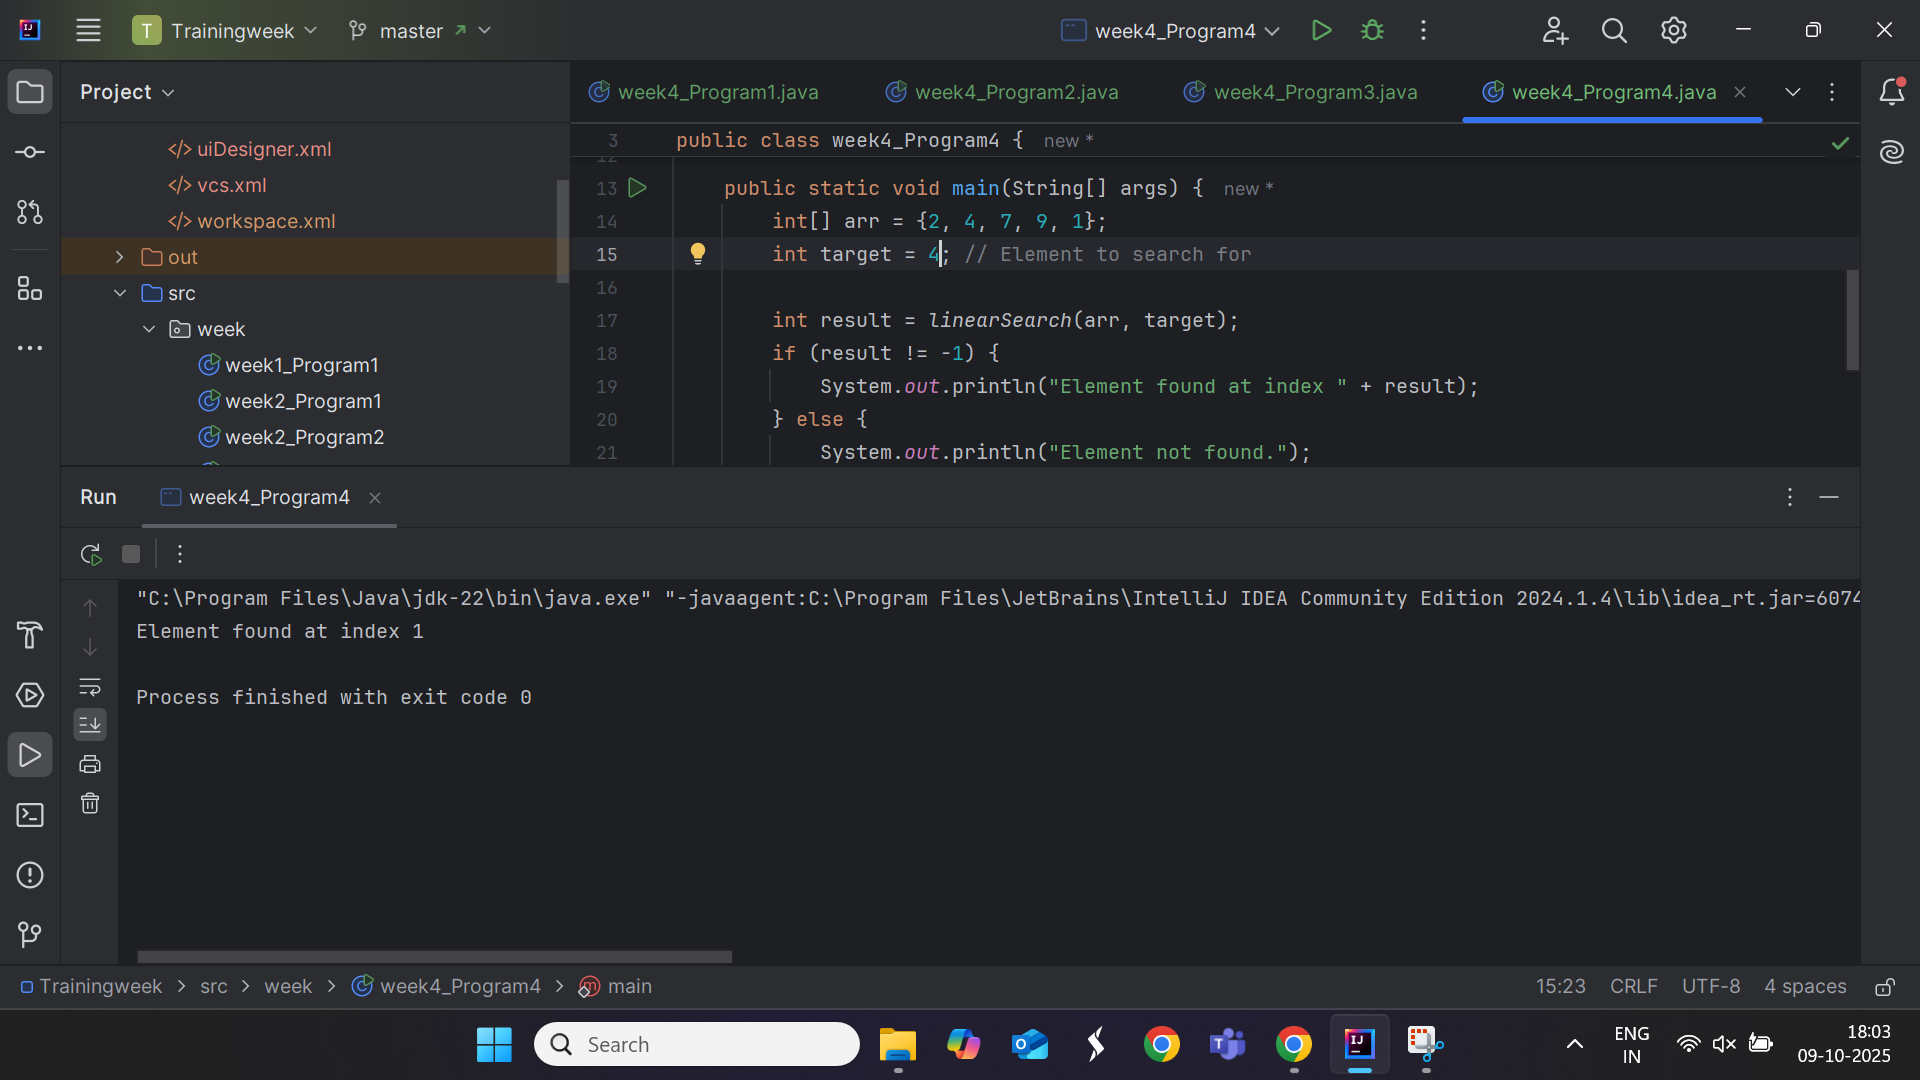 T Trainingweek master week4_Program4
Project
week4_Program1.java week4_Program2.java week4_Program3.java week4_Program4.java
uiDesigner.xml
vcs.xml
workspace.xml
out
src
week
week1_Program1
week2_Program1
week2_Program2
3 public class week4_Program4 { new *
12
13 public static void main(String[] args) { new *
14 int[] arr = {2, 4, 7, 9, 1};
15 int target = 4; // Element to search for
16
17 int result = linearSearch(arr, target);
18 if (result != -1) {
19 System.out.println("Element found at index " + result);
20 } else {
21 System.out.println("Element not found.");
Run week4_Program4
"C:\Program Files\Java\jdk-22\bin\java.exe" "-javaagent:C:\Program Files\JetBrains\IntelliJ IDEA Community Edition 2024.1.4\lib\idea_rt.jar=6074
Element found at index 1
Process finished with exit code 0
Trainingweek > src > week > week4_Program4 > main 15:23 CRLF UTF-8 4 spaces
Search
ENG
IN
18:03
09-10-2025